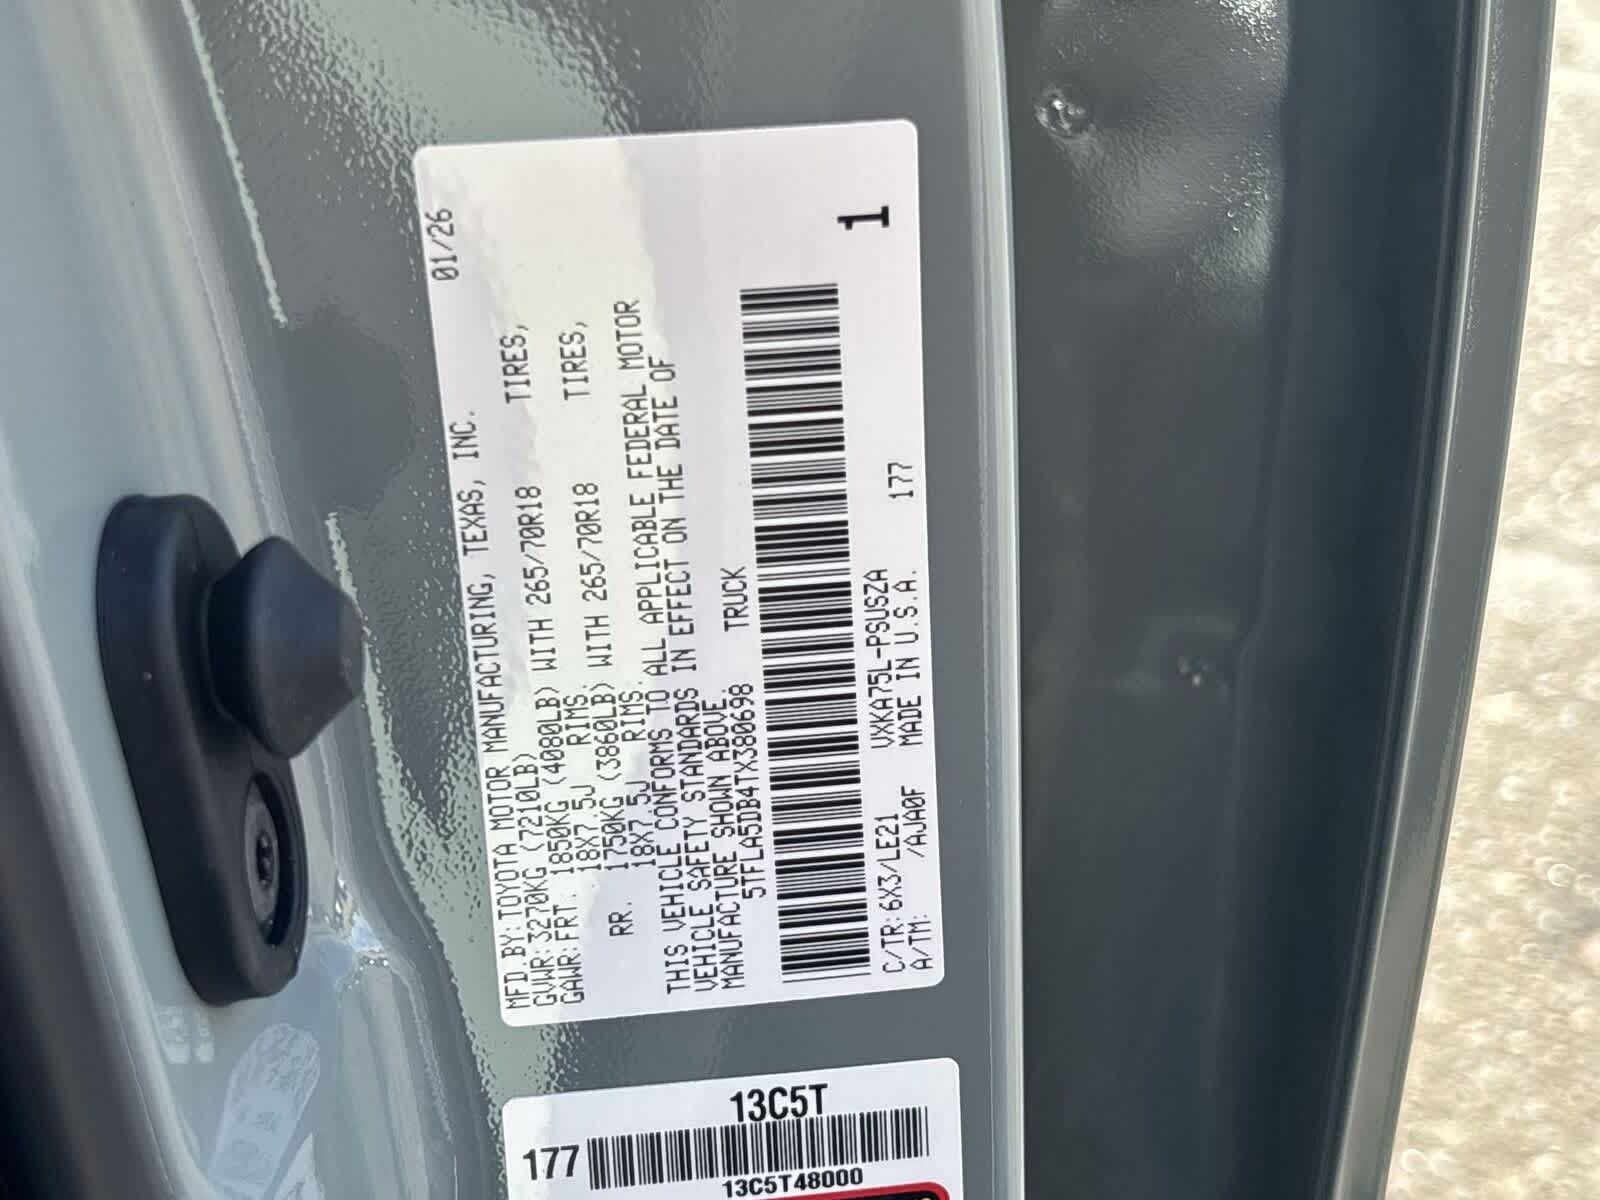 MFD.BY:TOYOTA MOTOR MANUFACTURING, TEXAS, INC. 01/26
GVWR:3270KG (7210LB)
GAWR:FRT. 1850KG (4080LB) WITH 265/70R18 TIRES,
18X7.5J RIMS.
RR. 1750KG (3860LB) WITH 265/70R18 TIRES,
18X7.5J RIMS.
THIS VEHICLE CONFORMS TO ALL APPLICABLE FEDERAL MOTOR
VEHICLE SAFETY STANDARDS IN EFFECT ON THE DATE OF
MANUFACTURE SHOWN ABOVE.
5TFLA5DB4TX380698 TRUCK
1
C/TR:6X3/LE21 VXKA75L-PSUSZA
A/TM: /AJA0F MADE IN U.S.A. 177
13C5T
177
13C5T48000